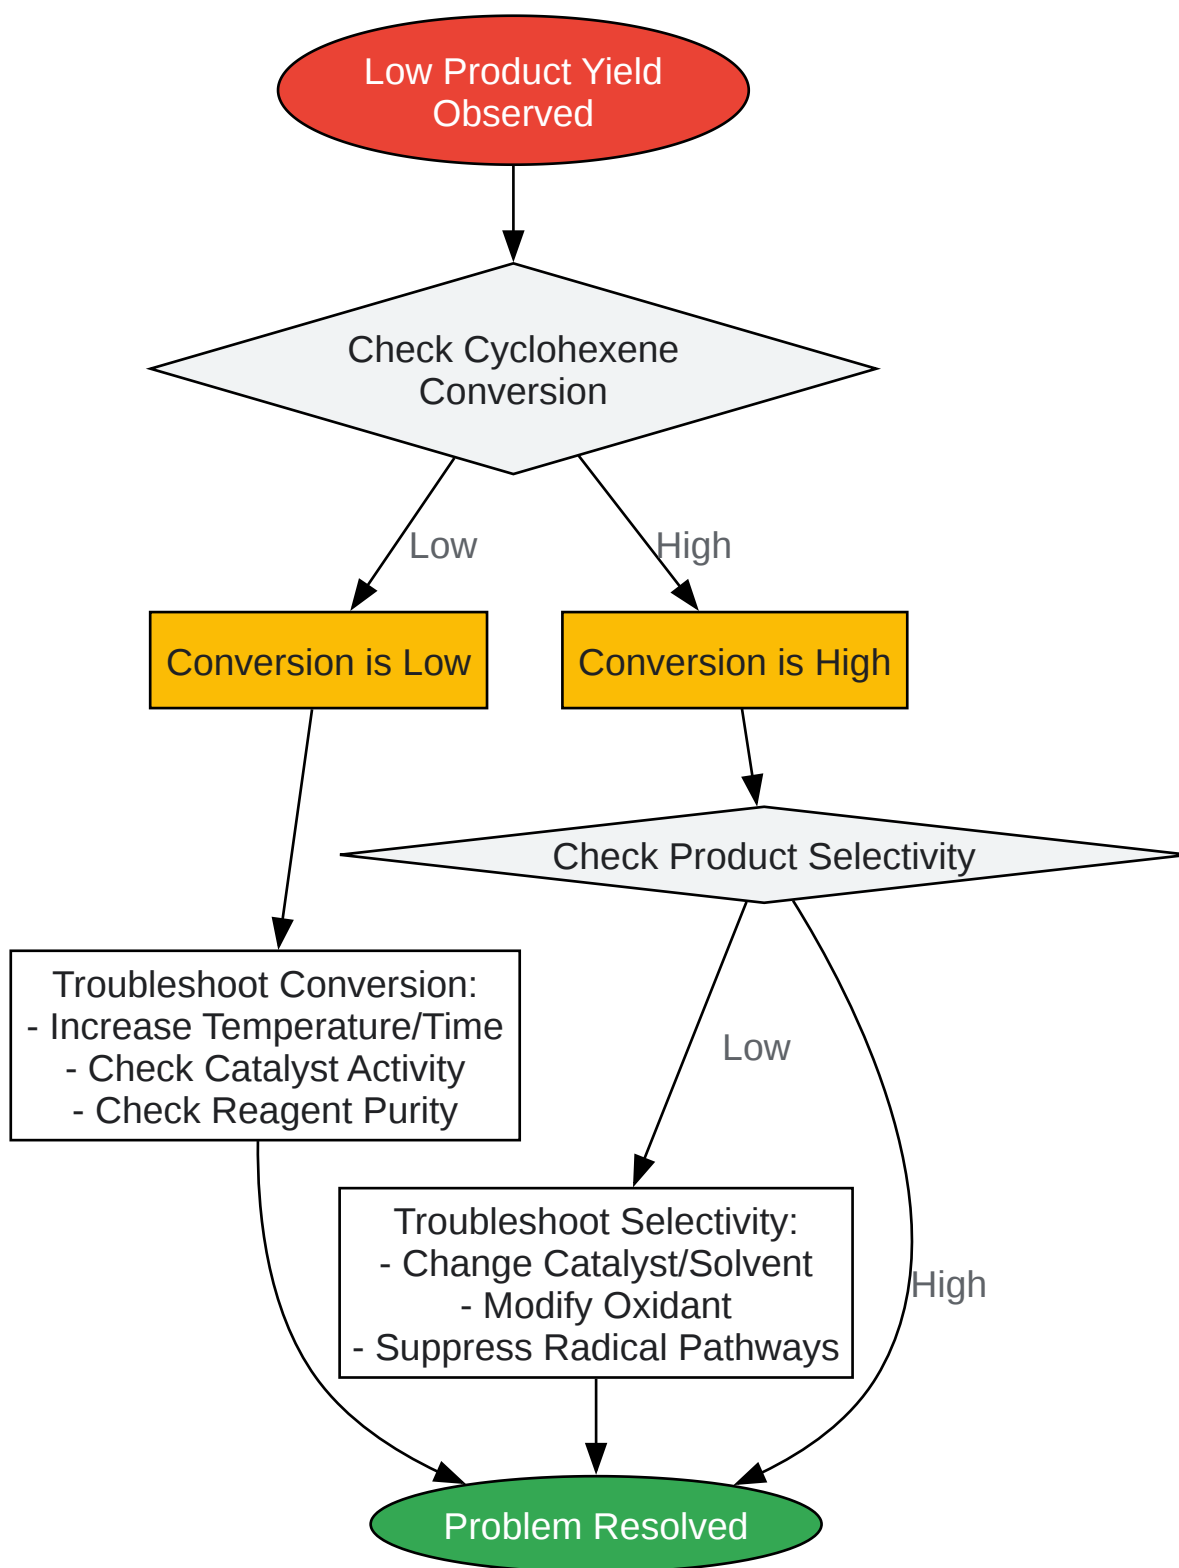 Low Product Yield
Observed
Check Cyclohexene
Conversion
Low
High
Conversion is Low
Conversion is High
Check Product Selectivity
Troubleshoot Conversion:
- Increase Temperature/Time
- Check Catalyst Activity
- Check Reagent Purity
Low
Troubleshoot Selectivity:
- Change Catalyst/Solvent
- Modify Oxidant
- Suppress Radical Pathways
High
Problem Resolved